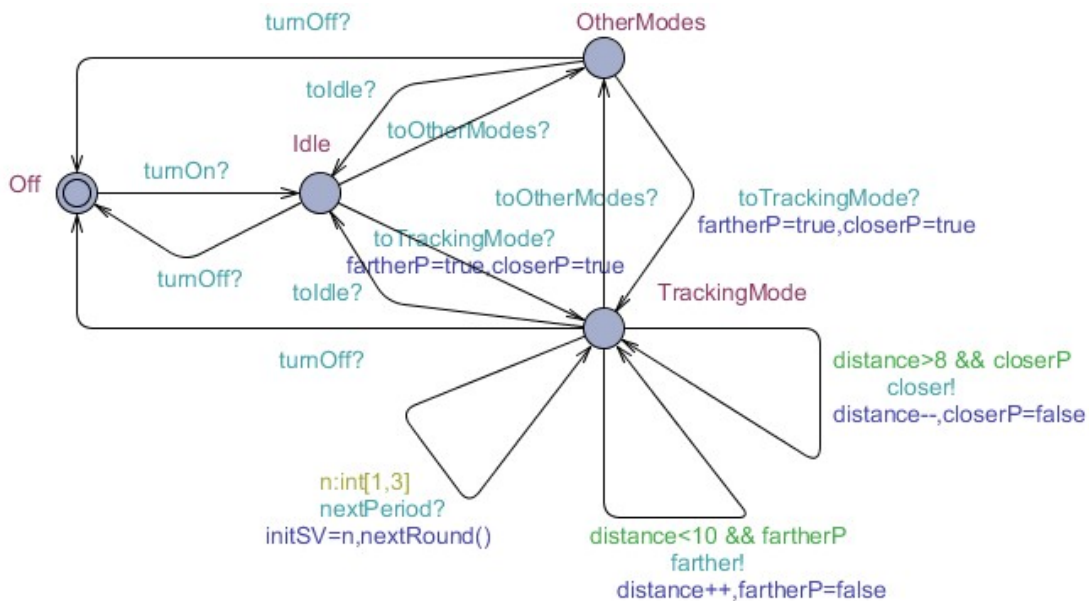 turnOff?
OtherModes
toIdle?
toOtherModes?
Idle
Off
turnOn?
toOtherModes?
toTrackingMode?
fartherP=true,closerP=true
toTrackingMode?
fartherP=true,closerP=true
turnOff?
toIdle?
TrackingMode
turnOff?
distance>8 && closerP
closer!
distance--,closerP=false
n:int[1,3]
nextPeriod?
initSV=n,nextRound()
distance<10 && fartherP
farther!
distance++,fartherP=false